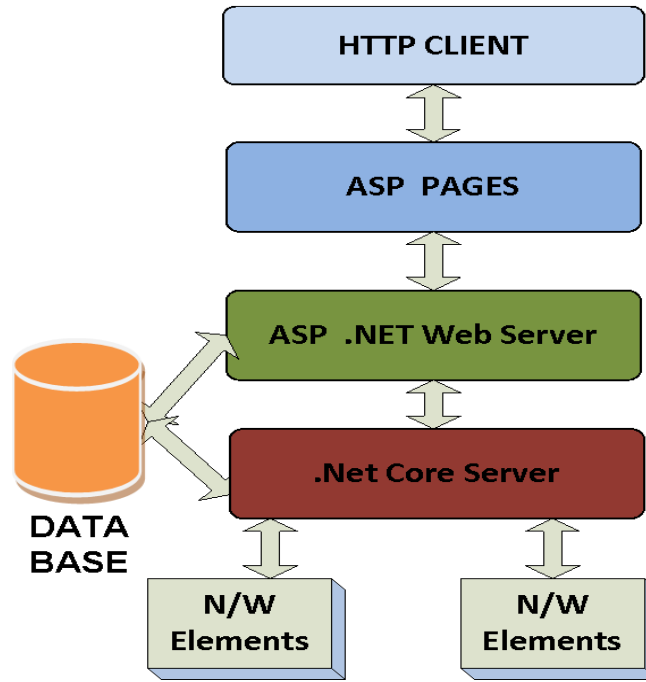 HTTP CLIENT
ASP PAGES
ASP .NET Web Server
.Net Core Server
DATA
BASE
N/W
Elements
N/W
Elements